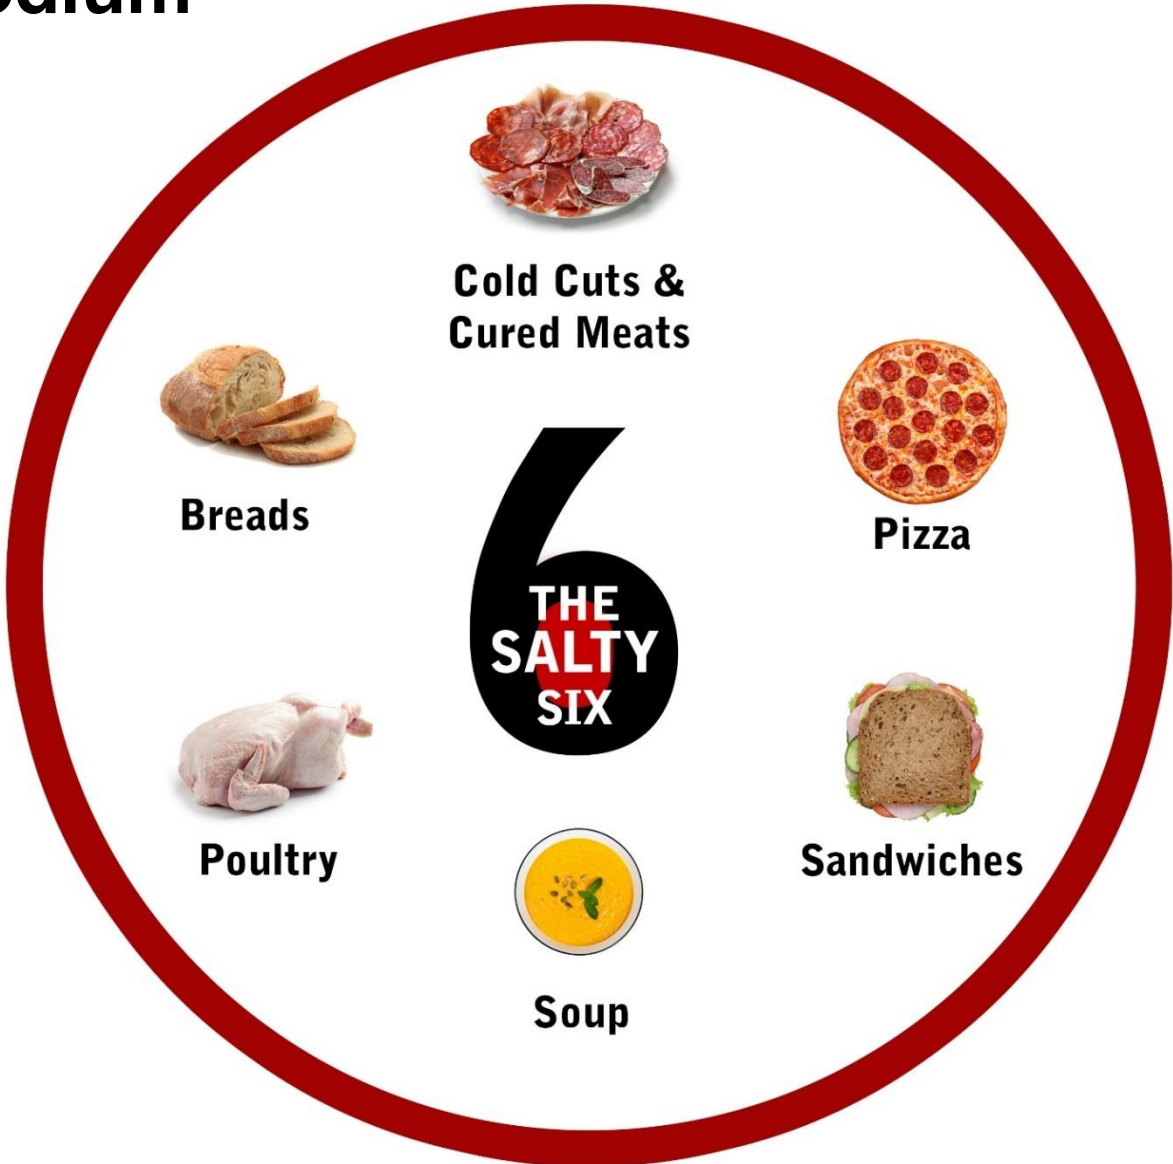 Cold Cuts &
Cured Meats
Breads
Pizza
THE
SALTY
SIX
Poultry
Sandwiches
Soup